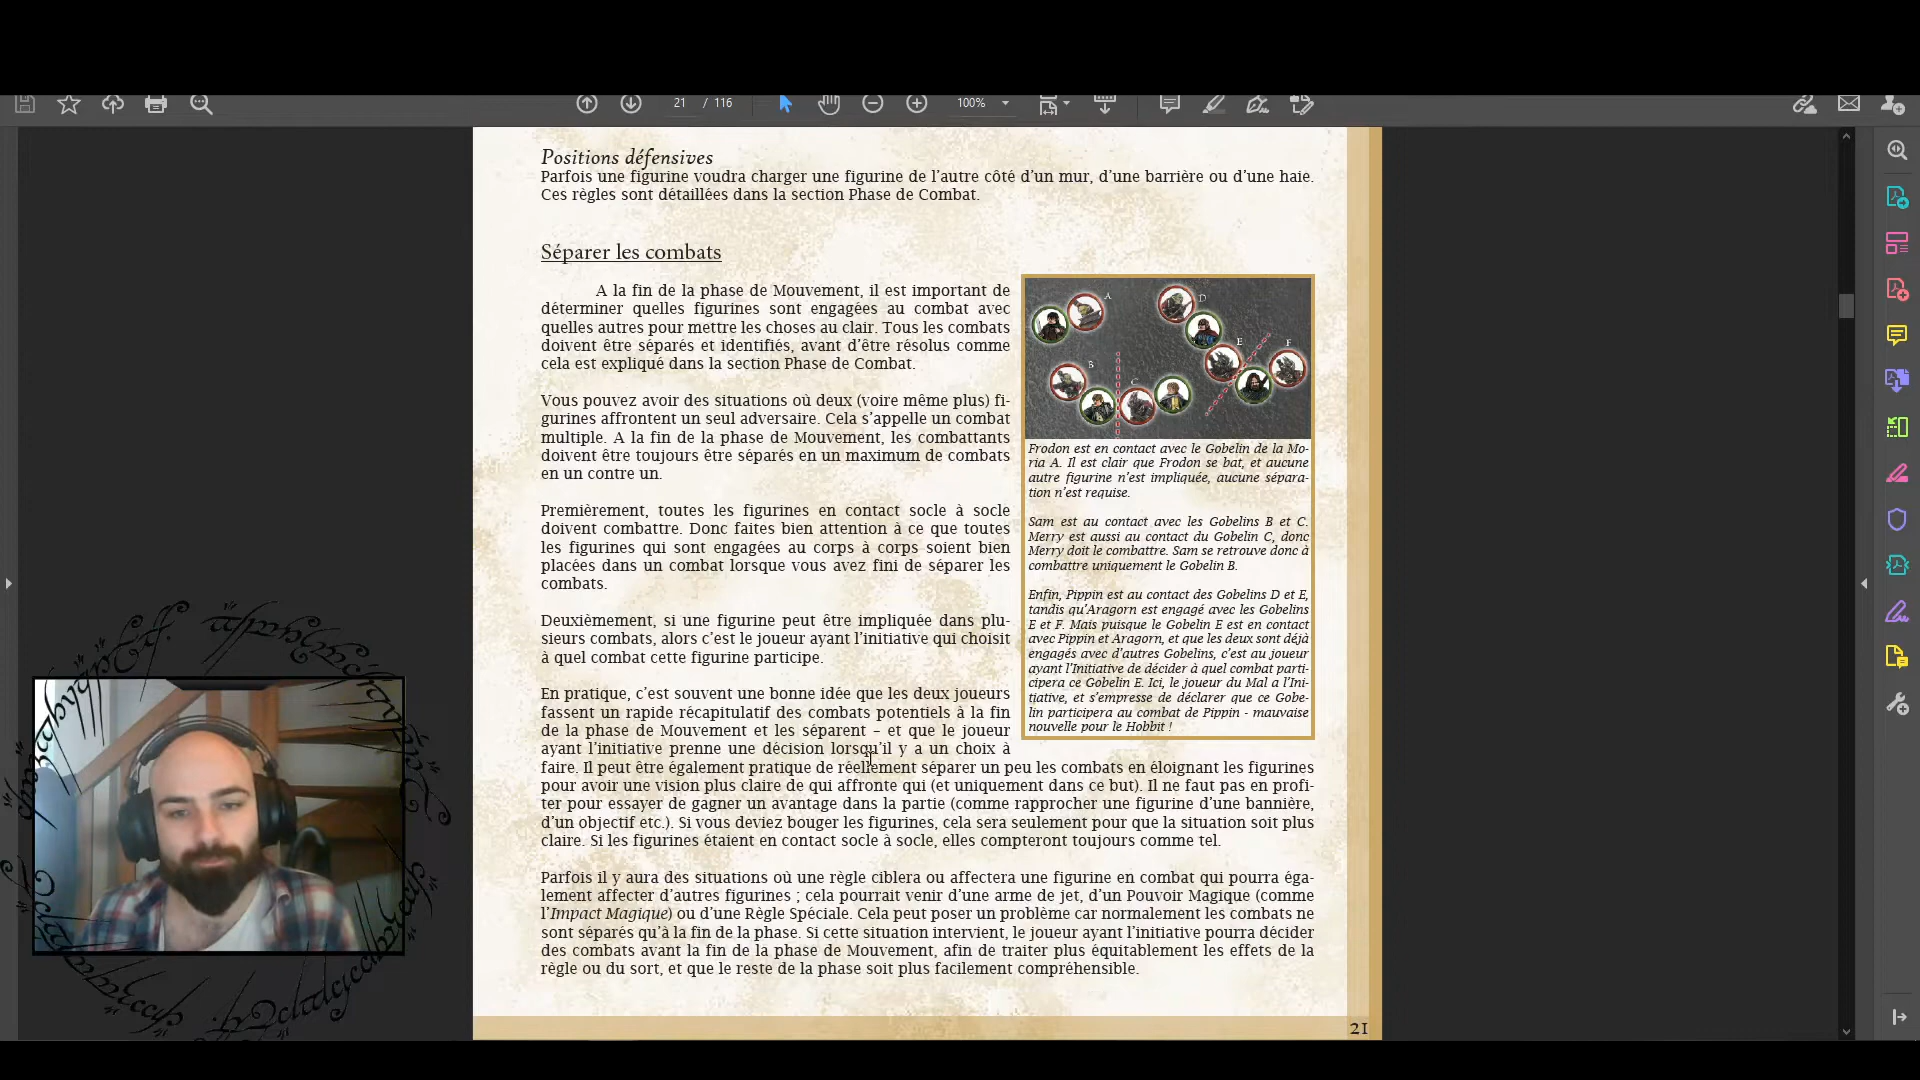 21 / 116
100%
Positions défensives
Parfois une figurine voudra charger une figurine de l’autre côté d’un mur, d’une barrière ou d’une haie.
Ces règles sont détaillées dans la section Phase de Combat.
Séparer les combats
A la fin de la phase de Mouvement, il est important de
déterminer quelles figurines sont engagées au combat avec
quelles autres pour mettre les choses au clair. Tous les combats
doivent être séparés et identifiés, avant d’être résolus comme
cela est expliqué dans la section Phase de Combat.
Vous pouvez avoir des situations où deux (voire même plus) fi-
gurines affrontent un seul adversaire. Cela s’appelle un combat
multiple. A la fin de la phase de Mouvement, les combattants
doivent être toujours être séparés en un maximum de combats
en un contre un.
Premièrement, toutes les figurines en contact socle à socle
doivent combattre. Donc faites bien attention à ce que toutes
les figurines qui sont engagées au corps à corps soient bien
placées dans un combat lorsque vous avez fini de séparer les
combats.
Deuxièmement, si une figurine peut être impliquée dans plu-
sieurs combats, alors c’est le joueur ayant l’initiative qui choisit
à quel combat cette figurine participe.
En pratique, c’est souvent une bonne idée que les deux joueurs
fassent un rapide récapitulatif des combats potentiels à la fin
de la phase de Mouvement et les séparent – et que le joueur
ayant l’initiative prenne une décision lorsqu’il y a un choix à
faire. Il peut être également pratique de réellement séparer un peu les combats en éloignant les figurines
pour avoir une vision plus claire de qui affronte qui (et uniquement dans ce but). Il ne faut pas en profi-
ter pour essayer de gagner un avantage dans la partie (comme rapprocher une figurine d’une bannière,
d’un objectif etc.). Si vous deviez bouger les figurines, cela sera seulement pour que la situation soit plus
claire. Si les figurines étaient en contact socle à socle, elles compteront toujours comme tel.
Parfois il y aura des situations où une règle ciblera ou affectera une figurine en combat qui pourra éga-
lement affecter d’autres figurines ; cela pourrait venir d’une arme de jet, d’un Pouvoir Magique (comme
l’Impact Magique) ou d’une Règle Spéciale. Cela peut poser un problème car normalement les combats ne
sont séparés qu’à la fin de la phase. Si cette situation intervient, le joueur ayant l’initiative pourra décider
des combats avant la fin de la phase de Mouvement, afin de traiter plus équitablement les effets de la
règle ou du sort, et que le reste de la phase soit plus facilement compréhensible.
A
D
E
F
B
C
Frodon est en contact avec le Gobelin de la Mo-
ria A. Il est clair que Frodon se bat, et aucune
autre figurine n’est impliquée, aucune sépara-
tion n’est requise.
Sam est au contact avec les Gobelins B et C.
Merry est aussi au contact du Gobelin C, donc
Merry doit le combattre. Sam se retrouve donc à
combattre uniquement le Gobelin B.
Enfin, Pippin est au contact des Gobelins D et E,
tandis qu’Aragorn est engagé avec les Gobelins
E et F. Mais puisque le Gobelin E est en contact
avec Pippin et Aragorn, et que les deux sont déjà
engagés avec d’autres Gobelins, c’est au joueur
ayant l’Initiative de décider à quel combat parti-
cipera ce Gobelin E. Ici, le joueur du Mal a l’Ini-
tiative, et s’empresse de déclarer que ce Gobe-
lin participera au combat de Pippin - mauvaise
nouvelle pour le Hobbit !
21